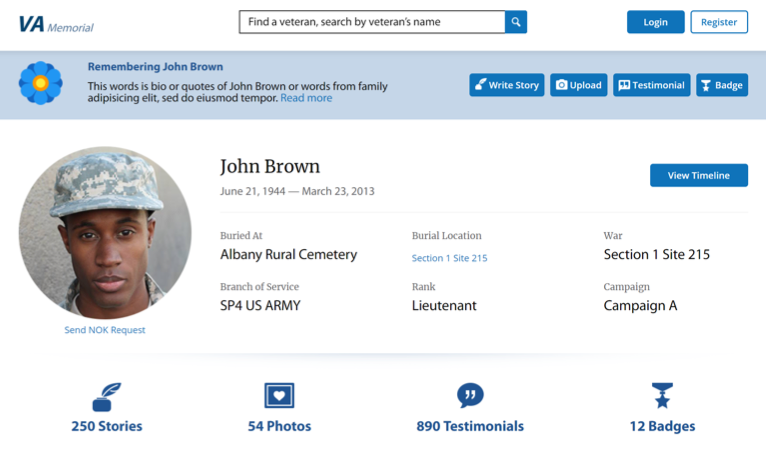 VA Memorial
Find a veteran, search by veteran's name
Login
Register
Remembering John Brown
This words is bio or quotes of John Brown or words from family
adipisicing elit, sed do eiusmod tempor. Read more
Write Story
Upload
Testimonial
Badge
John Brown
June 21, 1944 — March 23, 2013
View Timeline
Buried At
Burial Location
War
Albany Rural Cemetery
Section 1 Site 215
Section 1 Site 215
Branch of Service
Rank
Campaign
SP4 US ARMY
Lieutenant
Campaign A
Send NOK Request
250 Stories
54 Photos
890 Testimonials
12 Badges